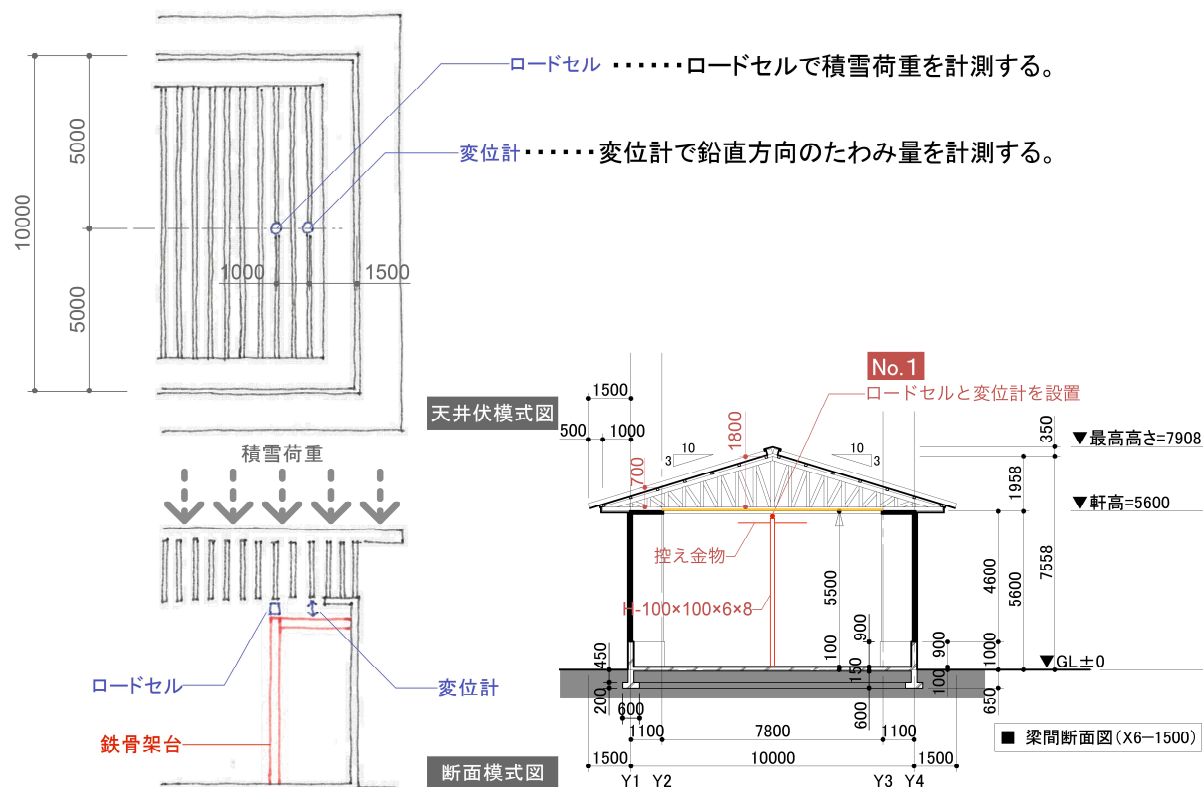 ロードセル ・・・・・・ロードセルで積雪荷重を計測する。
変位計・・・・・・変位計で鉛直方向のたわみ量を計測する。
10000
5000
5000
1000
1500
天井伏模式図
積雪荷重
ロードセル
変位計
鉄骨架台
断面模式図
No.1
ロードセルと変位計を設置
1500
500
1000
1800
700
10
3
10
3
350
▼最高高さ=7908
1958
▼軒高=5600
控え金物
H-100×100×6×8
5500
100
4600
5600
7558
900
150
900
100
1000
▼GL±0
450
200
600
600
650
1100
7800
1100
1500
10000
1500
Y1
Y2
Y3
Y4
■ 梁間断面図(X6-1500)